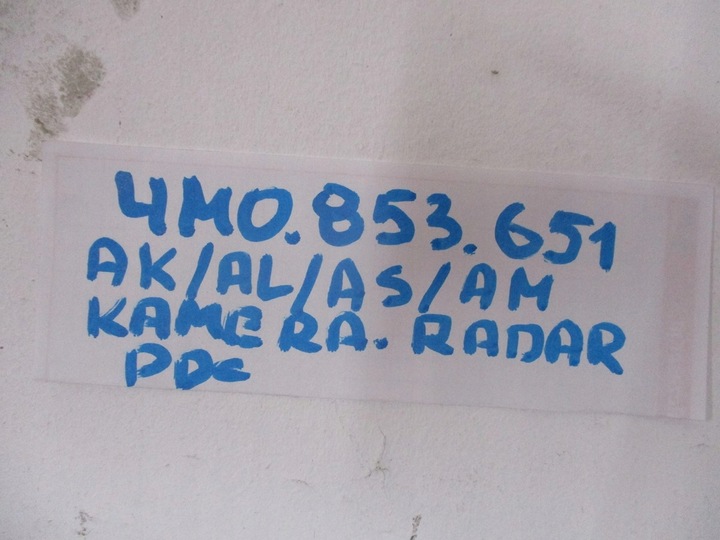 4M0.853.651
AK/AL/AS/AM
KAMERA. RADAR
PDC